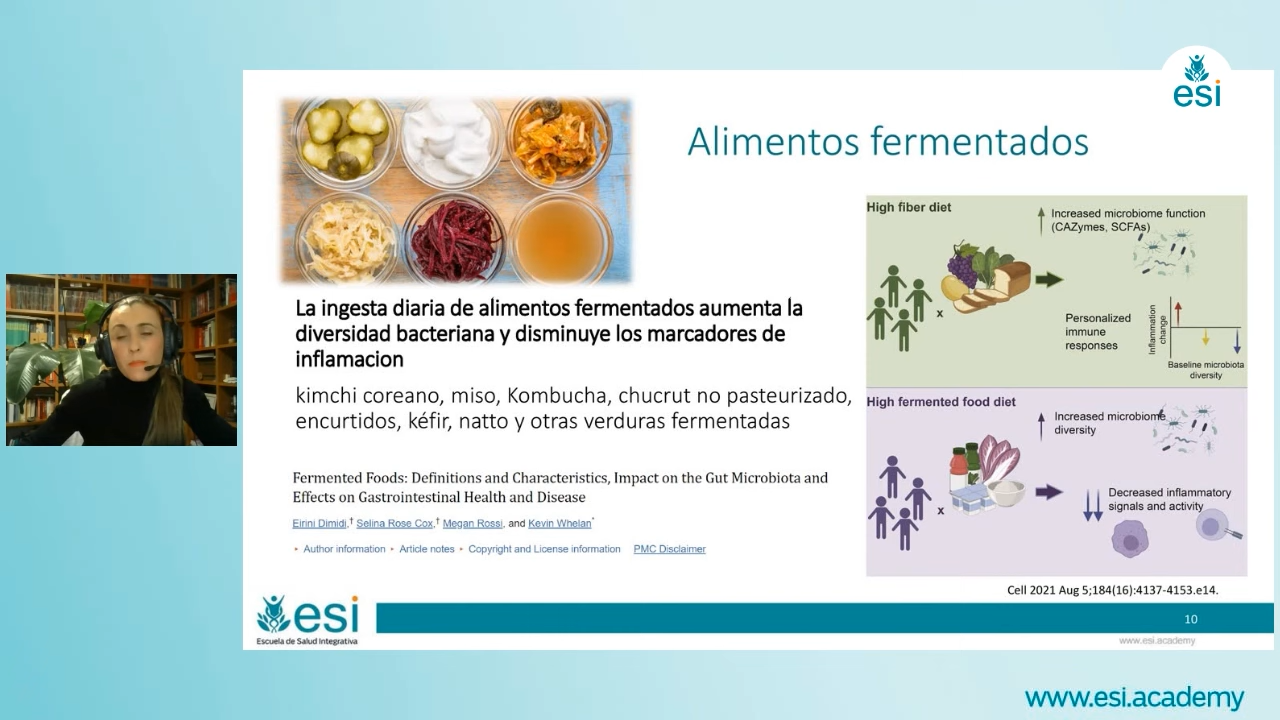 esi
Alimentos fermentados
La ingesta diaria de alimentos fermentados aumenta la
diversidad bacteriana y disminuye los marcadores de
inflamacion
kimchi coreano, miso, Kombucha, chucrut no pasteurizado,
encurtidos, kéfir, natto y otras verduras fermentadas
Fermented Foods: Definitions and Characteristics, Impact on the Gut Microbiota and
Effects on Gastrointestinal Health and Disease
Eirini Dimidi,† Selina Rose Cox,† Megan Rossi, and Kevin Whelan*
▸ Author information ▸ Article notes ▸ Copyright and License information PMC Disclaimer
High fiber diet
Increased microbiome function
(CAZymes, SCFAs)
x
Personalized
immune
responses
Inflammation
change
Baseline microbiota
diversity
High fermented food diet
Increased microbiome
diversity
x
Decreased inflammatory
signals and activity
Cell 2021 Aug 5;184(16):4137-4153.e14.
esi
Escuela de Salud Integrativa
10
www.esi.academy
www.esi.academy